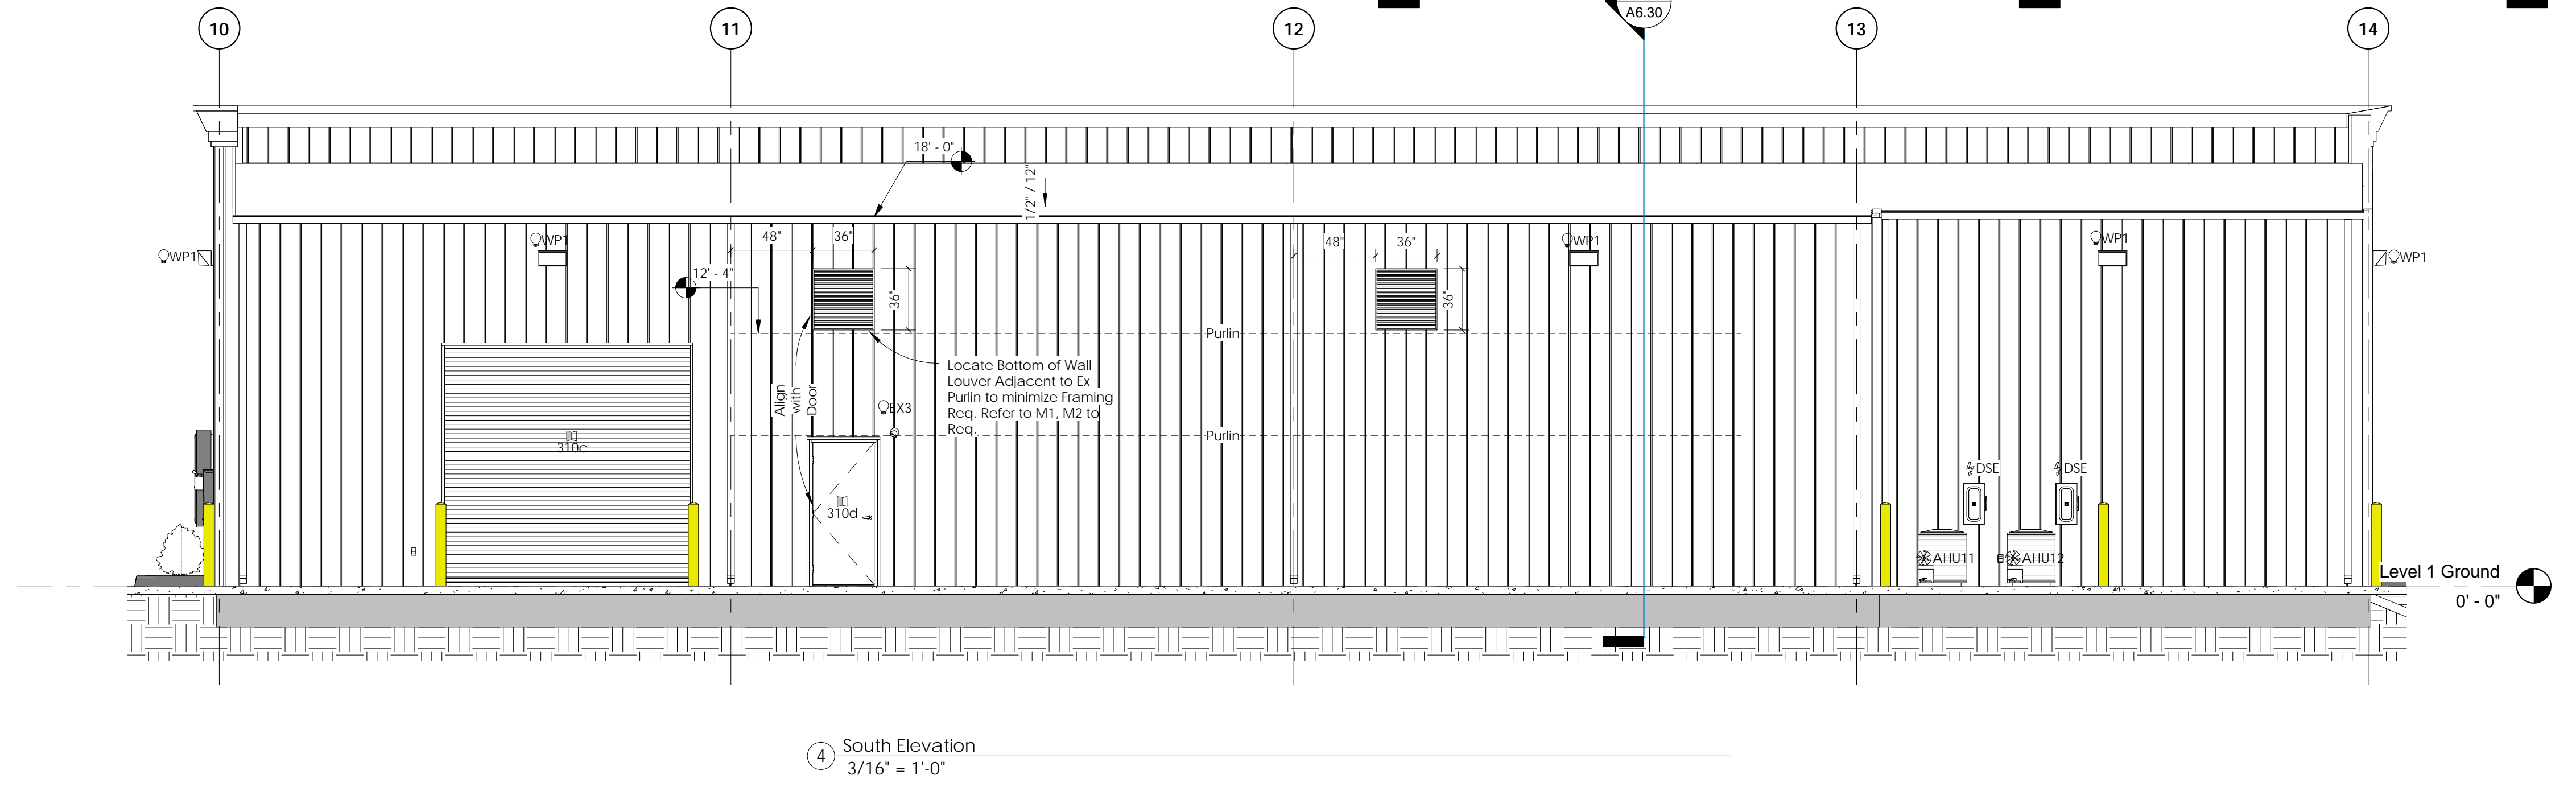 A6.30
10
11
12
13
14
18' - 0"
1/2" / 12"
WP1
WP1
48"
36"
WP1
48"
36"
WP1
WP1
12' - 4"
36"
36"
Purlin
Align
with
Door
Locate Bottom of Wall
Louver Adjacent to Ex
Purlin to minimize Framing
Req. Refer to M1, M2 to
Req.
EX3
Purlin
310c
310d
DSE
DSE
AHU11
AHU12
Level 1 Ground
0' - 0"
4
South Elevation
3/16" = 1'-0"